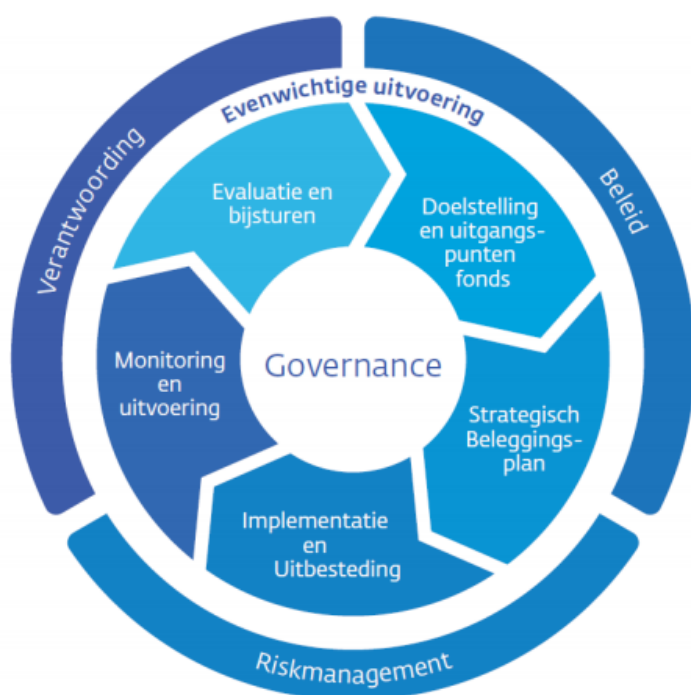 Evenwichtige uitvoering
Verantwoording
Beleid
Riskmanagement
Evaluatie en
bijsturen
Doelstelling
en uitgangs-
punten
fonds
Governance
Monitoring
en
uitvoering
Strategisch
Beleggings-
plan
Implementatie
en
Uitbesteding